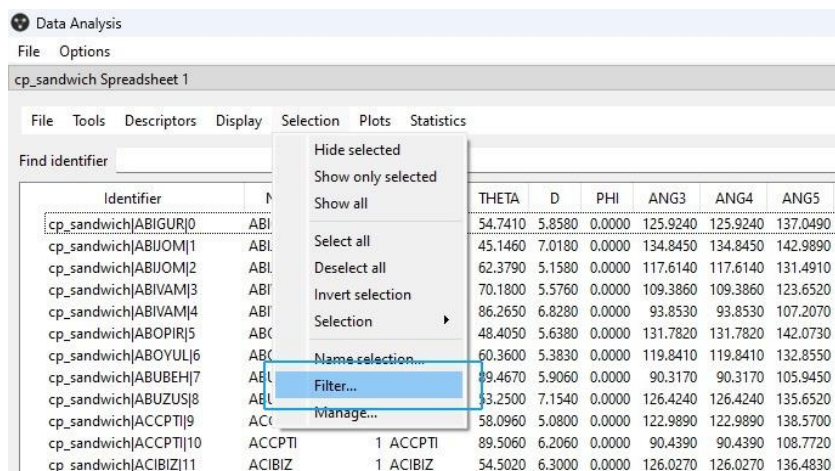 Data Analysis
File Options
cp_sandwich Spreadsheet 1
File Tools Descriptors Display Selection Plots Statistics
Find identifier
Hide selected
Show only selected
Show all
Select all
Deselect all
Invert selection
Selection
Name selection...
Filter...
Manage...
Identifier N THETA D PHI ANG3 ANG4 ANG5
cp_sandwich|ABIGUR|0 ABI 54.7410 5.8580 0.0000 125.9240 125.9240 137.0490
cp_sandwich|ABIJOM|1 ABI 45.1460 7.0180 0.0000 134.8450 134.8450 142.9890
cp_sandwich|ABIJOM|2 ABI 62.3790 5.1580 0.0000 117.6140 117.6140 131.4910
cp_sandwich|ABIVAM|3 ABI 70.1800 5.5760 0.0000 109.3860 109.3860 123.6520
cp_sandwich|ABIVAM|4 ABI 86.2650 6.8280 0.0000 93.8530 93.8530 107.2070
cp_sandwich|ABOPIR|5 ABO 48.4050 5.6380 0.0000 131.7820 131.7820 142.0730
cp_sandwich|ABOYUL|6 ABO 60.3600 5.3830 0.0000 119.8410 119.8410 132.8550
cp_sandwich|ABUBEH|7 ABU 89.4670 5.9060 0.0000 90.3170 90.3170 105.9450
cp_sandwich|ABUZUS|8 ABU 53.2500 7.1540 0.0000 126.4240 126.4240 135.6520
cp_sandwich|ACCPTI|9 ACC 58.0960 5.0800 0.0000 122.9890 122.9890 138.5700
cp_sandwich|ACCPTI|10 ACCPTI 1 ACCPTI 89.5060 6.2060 0.0000 90.4390 90.4390 108.7720
cp_sandwich|ACIBIZ|11 ACIBIZ 1 ACIBIZ 54.5020 6.3000 0.0000 126.0270 126.0270 136.4830